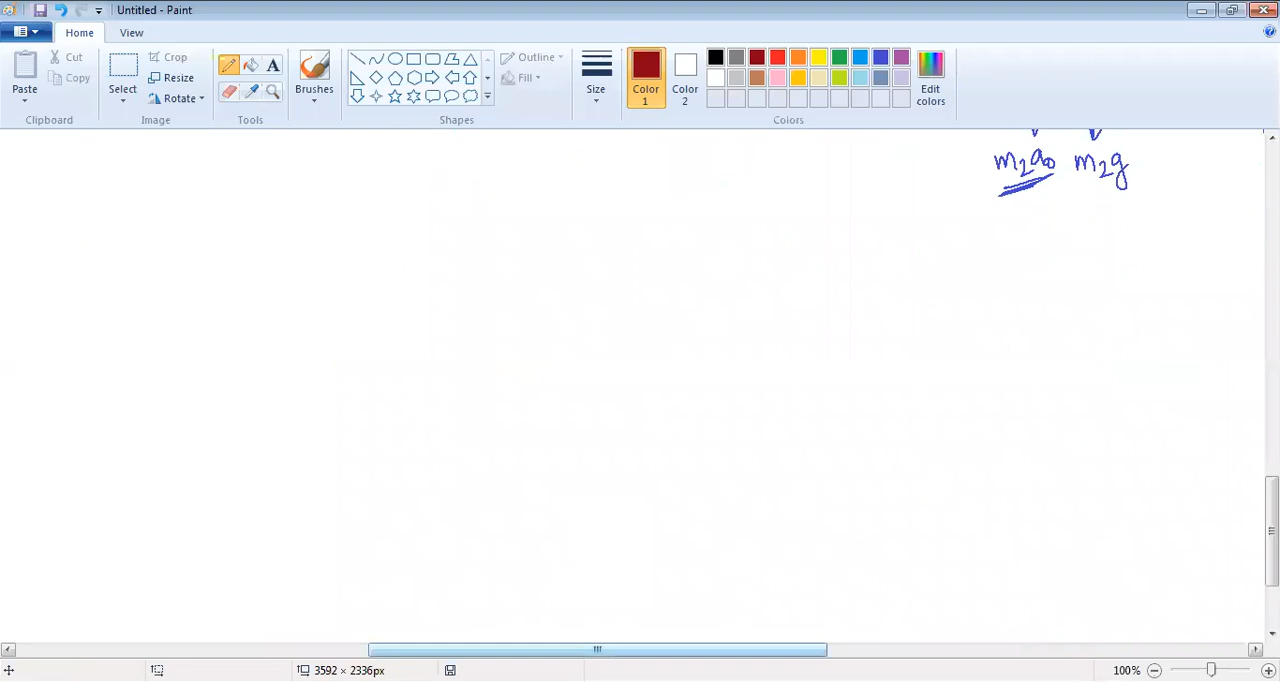 Untitled - Paint
Home View
Paste Cut Copy Select Crop Resize Rotate Brushes Outline Fill Size Color 1 Color 2 Edit colors
Clipboard Image Tools Shapes Colors
m₂a₀ m₂g
3592 × 2336px 100%